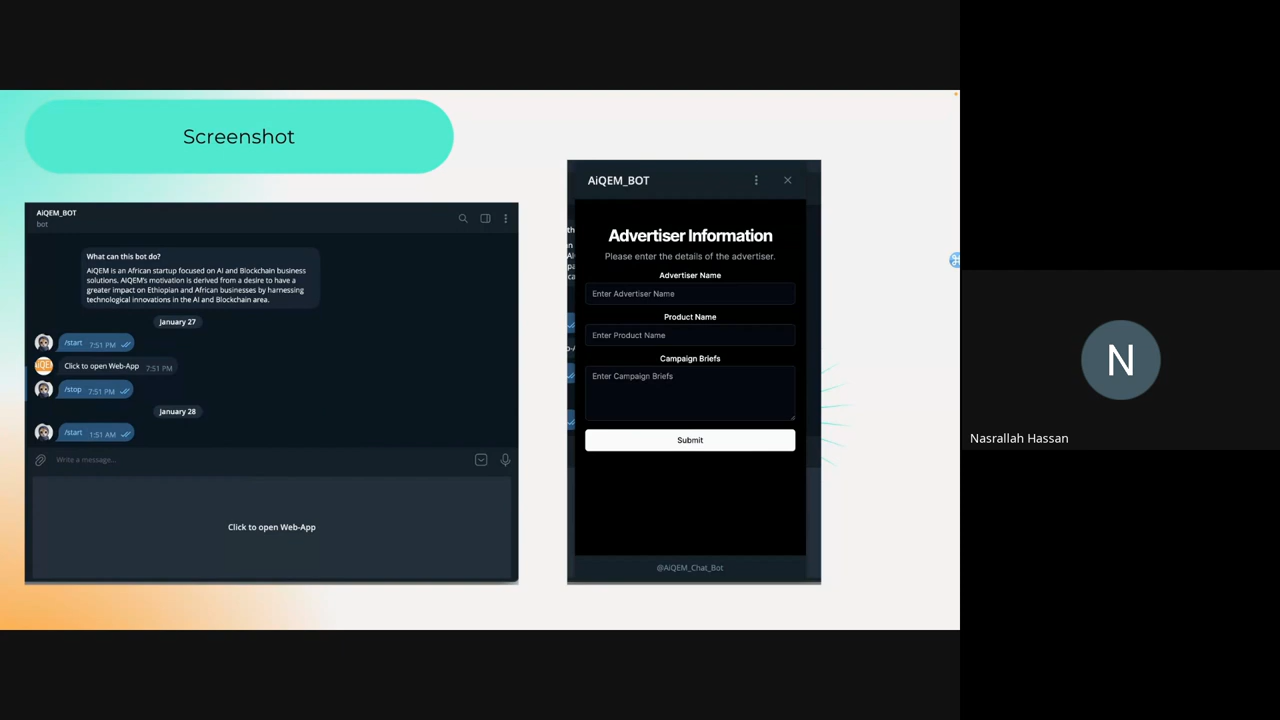 Screenshot
AiQEM_BOT
bot
What can this bot do?
AiQEM is an African startup focused on AI and Blockchain business
solutions. AiQEM's motivation is derived from a desire to have a
greater impact on Ethiopian and African businesses by harnessing
technological innovations in the AI and Blockchain area.
January 27
/start 7:51 PM
AiQEM
Click to open Web-App 7:51 PM
/stop 7:51 PM
January 28
/start 1:51 AM
Write a message...
Click to open Web-App
AiQEM_BOT
Advertiser Information
Please enter the details of the advertiser.
Advertiser Name
Enter Advertiser Name
Product Name
Enter Product Name
Campaign Briefs
Enter Campaign Briefs
Submit
@AiQEM_Chat_Bot
N
Nasrallah Hassan